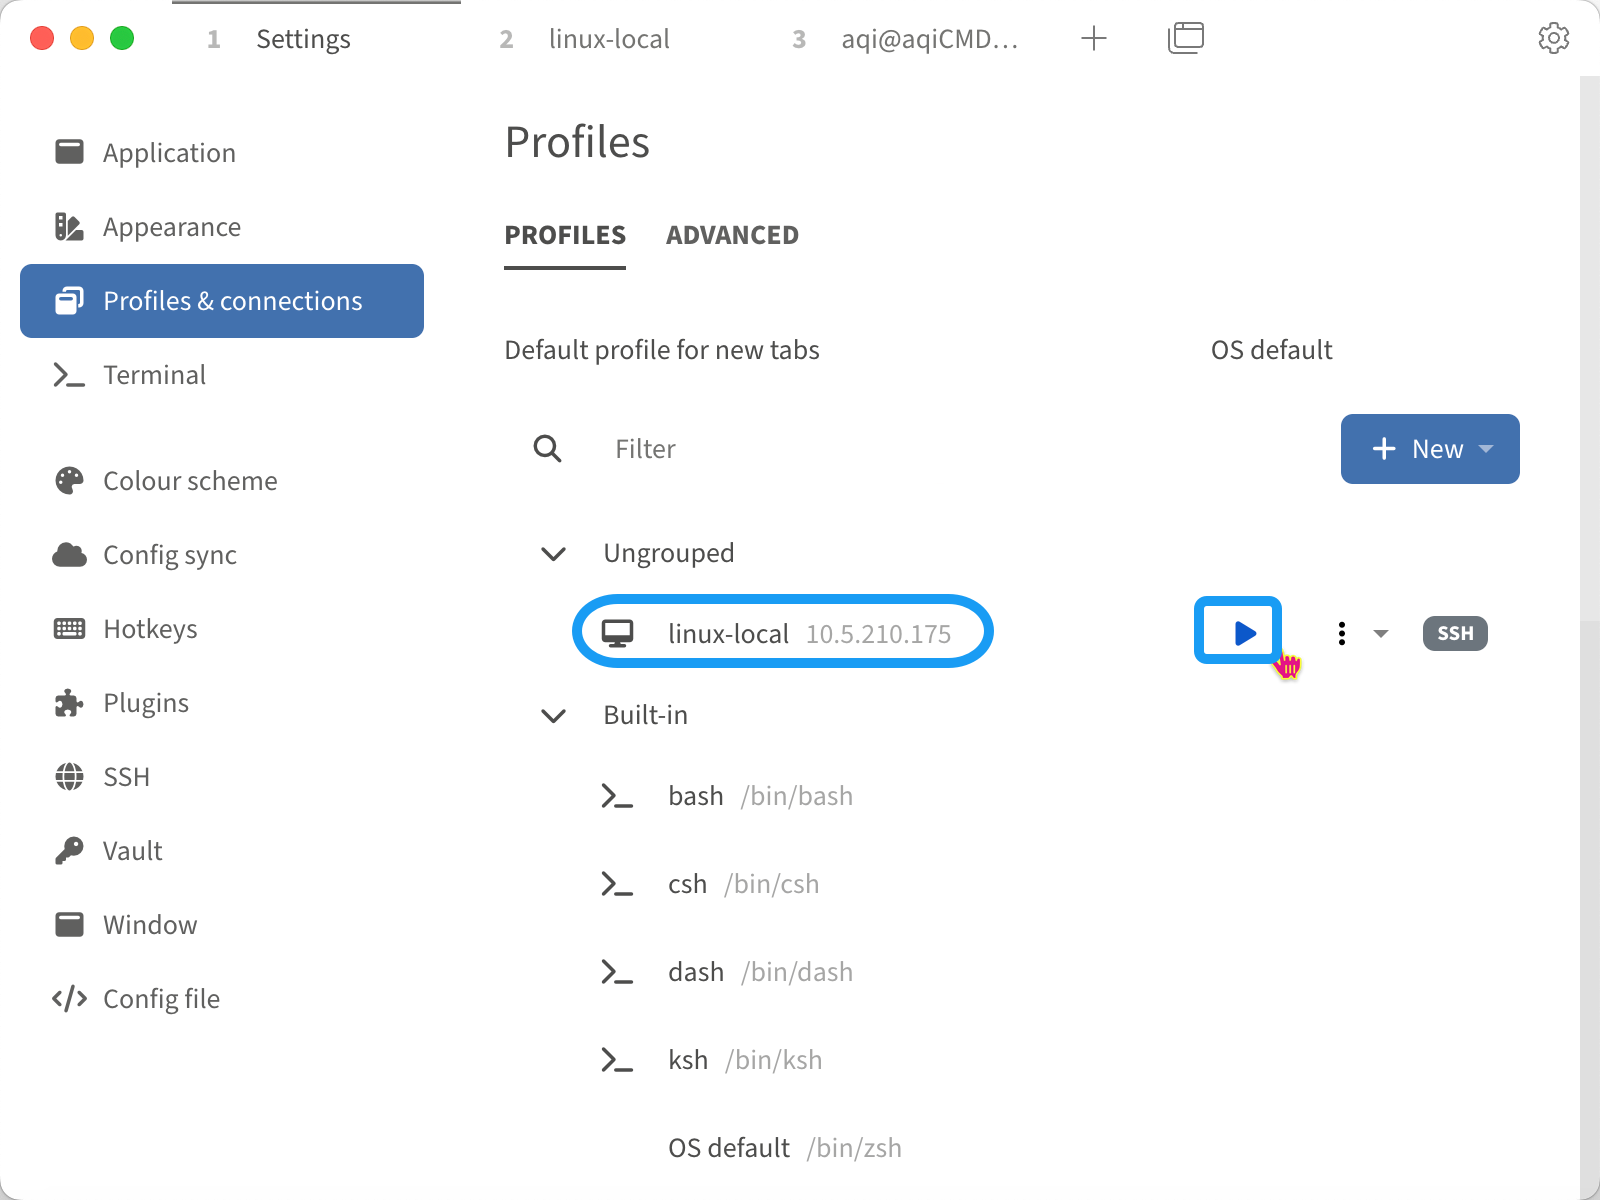 1 Settings 2 linux-local 3 aqi@aqiCMD...
Application
Appearance
Profiles & connections
Terminal
Colour scheme
Config sync
Hotkeys
Plugins
SSH
Vault
Window
Config file
Profiles
PROFILES ADVANCED
Default profile for new tabs OS default
Filter
New
Ungrouped
linux-local 10.5.210.175 SSH
Built-in
bash /bin/bash
csh /bin/csh
dash /bin/dash
ksh /bin/ksh
OS default /bin/zsh